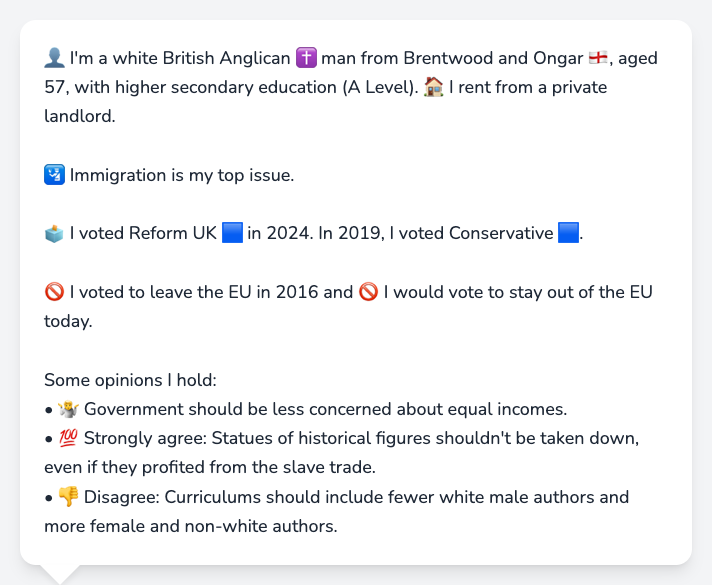 👤 I'm a white British Anglican ✝️ man from Brentwood and Ongar 🏴󠁧󠁢󠁥󠁮󠁧󠁿, aged
57, with higher secondary education (A Level). 🏠 I rent from a private
landlord.
🛂 Immigration is my top issue.
🗳️ I voted Reform UK 🟦 in 2024. In 2019, I voted Conservative 🟦.
🚫 I voted to leave the EU in 2016 and 🚫 I would vote to stay out of the EU
today.
Some opinions I hold:
• 🤷 Government should be less concerned about equal incomes.
• 💯 Strongly agree: Statues of historical figures shouldn't be taken down,
even if they profited from the slave trade.
• 👎 Disagree: Curriculums should include fewer white male authors and
more female and non-white authors.